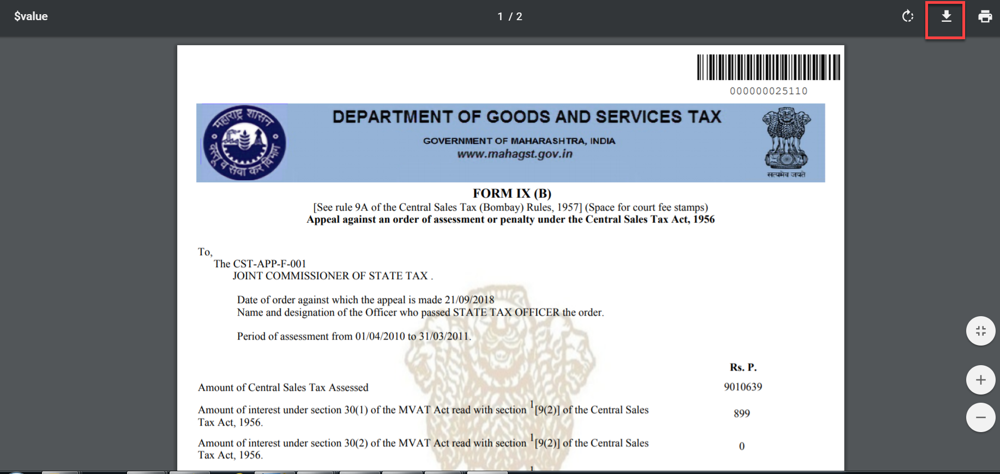 $value
1 / 2
000000025110
महाराष्ट्र शासन
वस्तू व सेवा कर विभाग
DEPARTMENT OF GOODS AND SERVICES TAX
GOVERNMENT OF MAHARASHTRA, INDIA
www.mahagst.gov.in
सत्यमेव जयते
FORM IX (B)
[See rule 9A of the Central Sales Tax (Bombay) Rules, 1957] (Space for court fee stamps)
Appeal against an order of assessment or penalty under the Central Sales Tax Act, 1956
To,
The CST-APP-F-001
JOINT COMMISSIONER OF STATE TAX .
Date of order against which the appeal is made 21/09/2018
Name and designation of the Officer who passed STATE TAX OFFICER the order.
Period of assessment from 01/04/2010 to 31/03/2011.
Rs. P.
Amount of Central Sales Tax Assessed 9010639
Amount of interest under section 30(1) of the MVAT Act read with section 1[9(2)] of the Central Sales
Tax Act, 1956. 899
Amount of interest under section 30(2) of the MVAT Act read with section 1[9(2)] of the Central Sales
Tax Act, 1956. 0
1